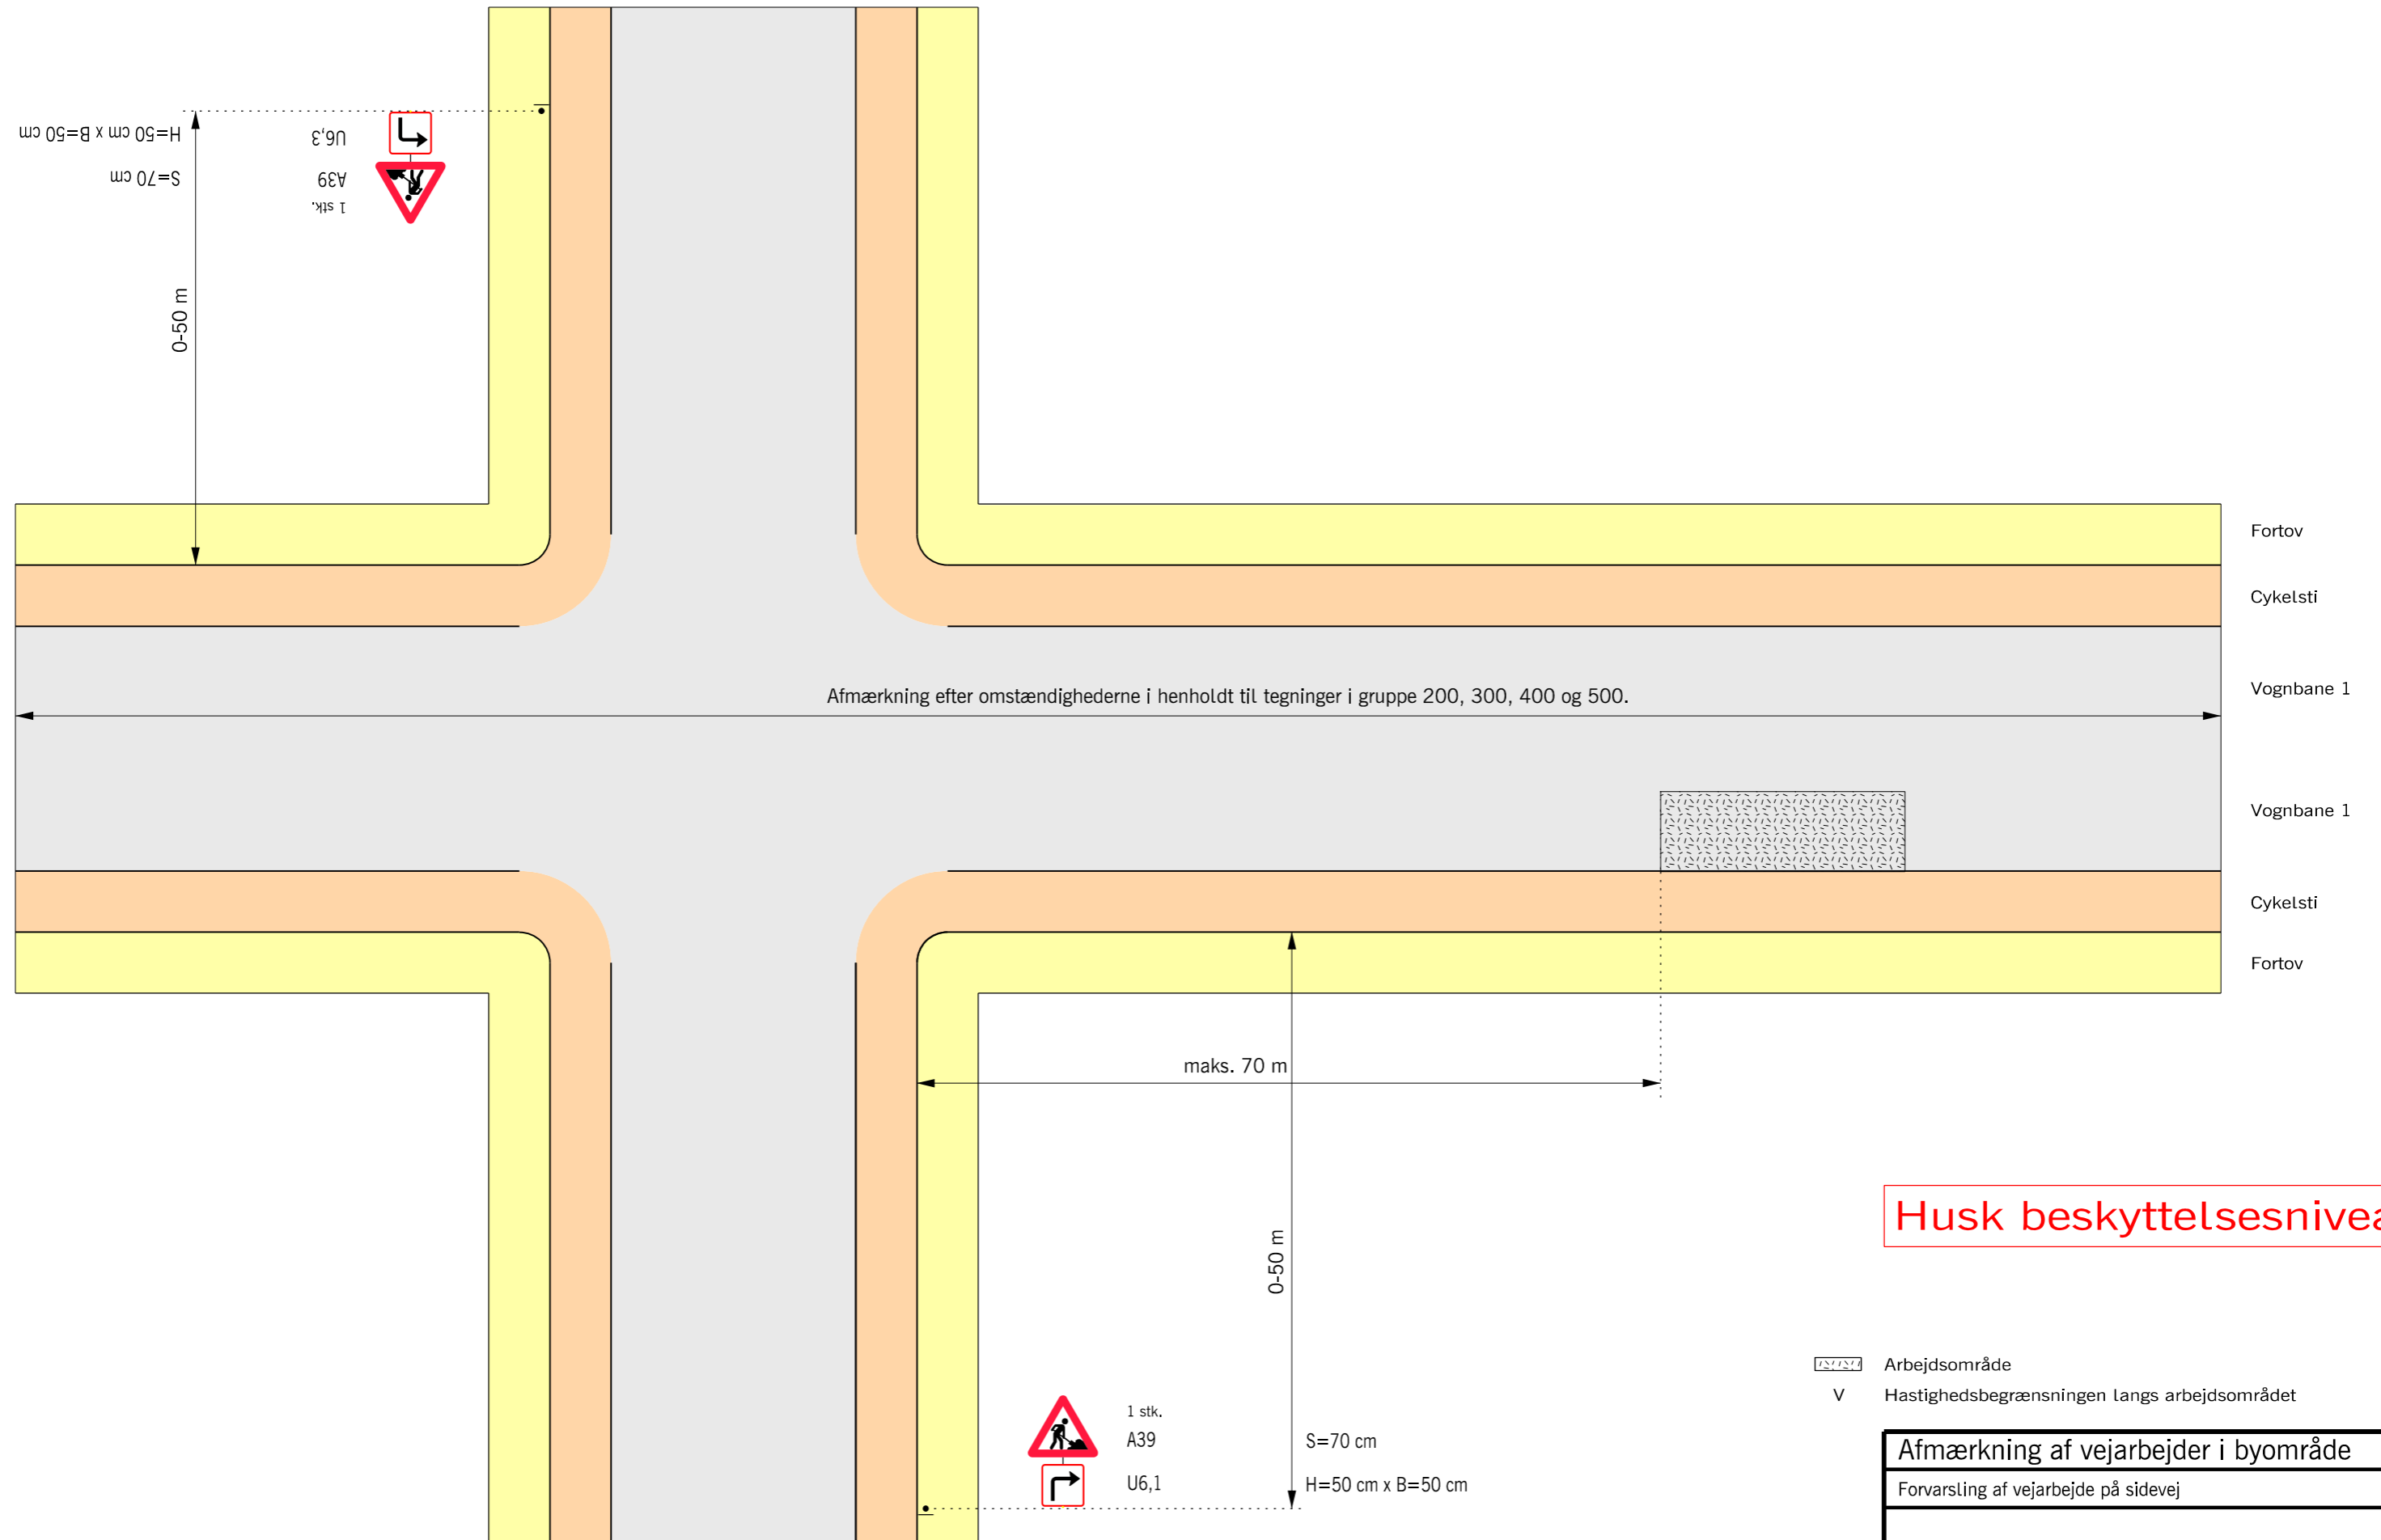 H=50 cm x B=50 cm
U6,3
S=70 cm
A39
1 stk.
0-50 m
Fortov
Cykelsti
Vognbane 1
Afmærkning efter omstændighederne i henholdt til tegninger i gruppe 200, 300, 400 og 500.
Vognbane 1
Cykelsti
Fortov
maks. 70 m
0-50 m
Husk
Arbejdsområde
V Hastighedsbegrænsningen langs arbejdsområdet
1 stk.
A39
S=70 cm
U6,1
H=50 cm x B=50 cm
Afmærkning af vejarbejder i byområde
Forvarsling af vejarbejde på sidevej